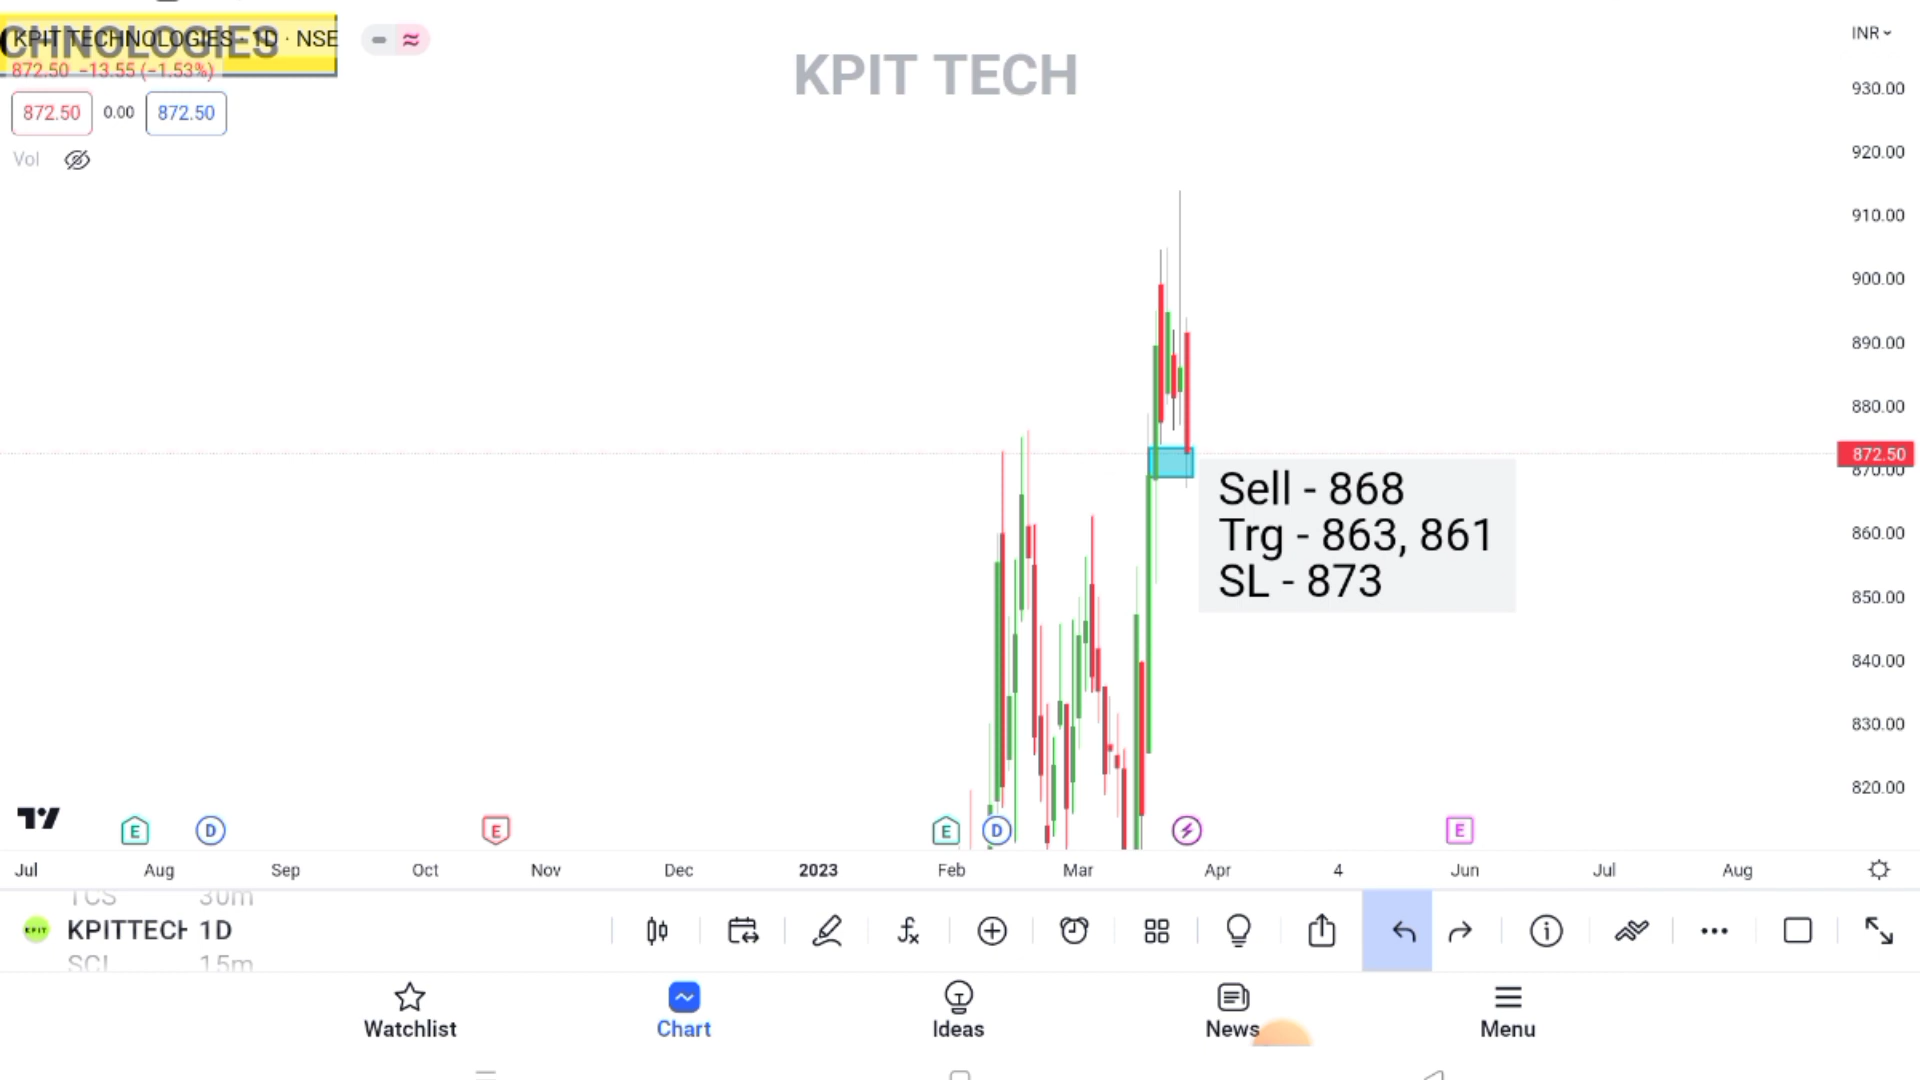 CHNOLOGIES
KPIT TECHNOLOGIES · 1D · NSE
872.50 −13.55 (−1.53%)
872.50 0.00 872.50
Vol
KPIT TECH
INR
930.00
920.00
910.00
900.00
890.00
880.00
872.50
870.00
860.00
850.00
840.00
830.00
820.00
Sell - 868
Trg - 863, 861
SL - 873
E D E E D E
Jul Aug Sep Oct Nov Dec 2023 Feb Mar Apr 4 Jun Jul Aug
TCS 30m
KPIT KPITTECH 1D
SCI 15m
Watchlist Chart Ideas News Menu